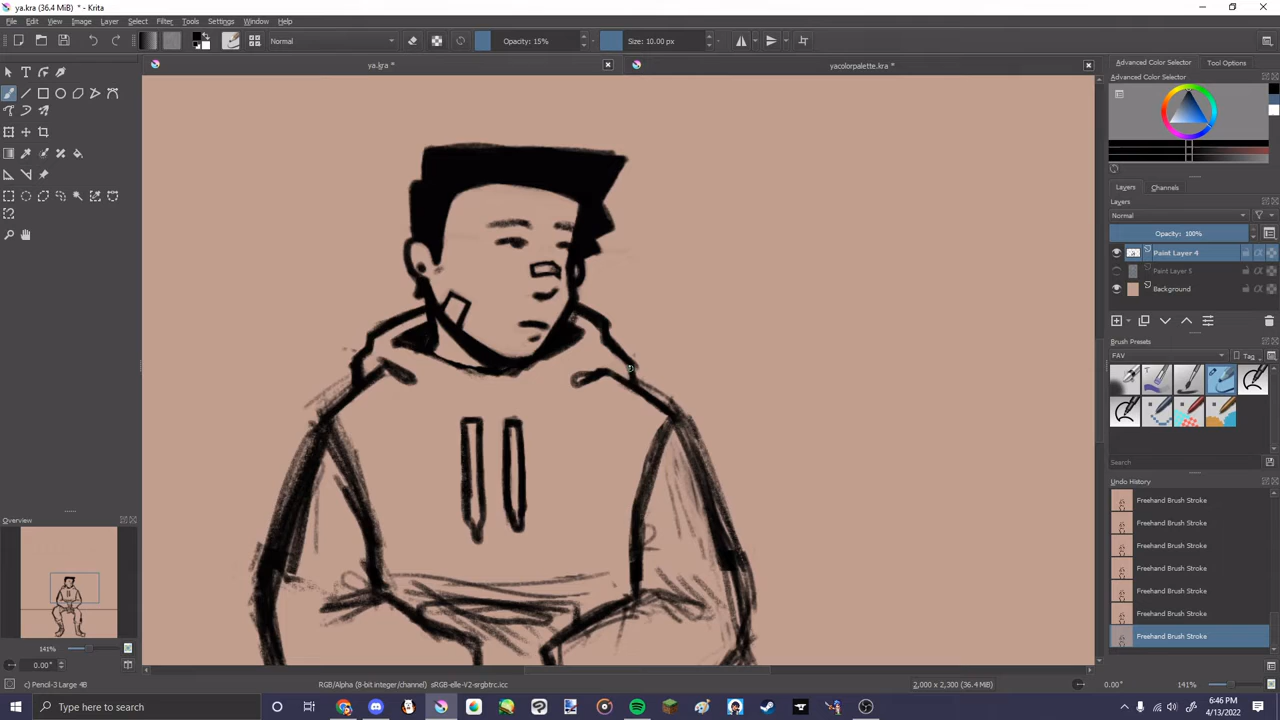 ya.kra (36.4 MiB) * - Krita
File Edit View Image Layer Select Filter Tools Settings Window Help
Normal Opacity: 15% Size: 10.00 px
ya.kra * yacolorpalette.kra *
Advanced Color Selector Tool Options
Advanced Color Selector
Layers Channels
Layers
Normal
Opacity: 100%
Paint Layer 4
Paint Layer 5
Background
Brush Presets
FAV Tag
Search
Undo History
Freehand Brush Stroke
Freehand Brush Stroke
Freehand Brush Stroke
Freehand Brush Stroke
Freehand Brush Stroke
Freehand Brush Stroke
Freehand Brush Stroke
Overview
141%
0.00°
c) Pencil-3 Large 4B RGB/Alpha (8-bit integer/channel) sRGB-elle-V2-srgbtrc.icc 2,000 x 2,300 (36.4 MiB) 0.00° 141%
Type here to search
6:46 PM
4/13/2022